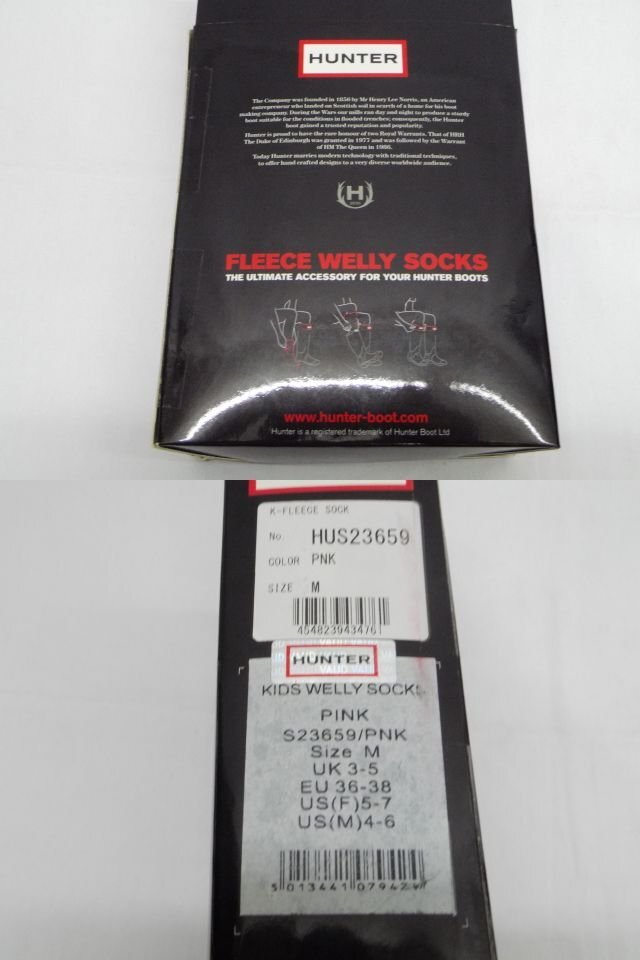 HUNTER
The Company was founded in 1856 by Mr Henry Lee Norris, an American
entrepreneur who landed on Scottish soil in search of a home for his boot
making company. During the Wars our mills ran day and night to produce a sturdy
boot suitable for the conditions in flooded trenches; consequently, the Hunter
boot gained a trusted reputation and popularity.
Hunter is proud to have the rare honour of two Royal Warrants. That of HRH
The Duke of Edinburgh was granted in 1977 and was followed by the Warrant
of HM The Queen in 1986.
Today Hunter marries modern technology with traditional techniques,
to offer hand crafted designs to a very diverse worldwide audience.
H
FLEECE WELLY SOCKS
THE ULTIMATE ACCESSORY FOR YOUR HUNTER BOOTS
www.hunter-boot.com
Hunter is a registered trademark of Hunter Boot Ltd
K-FLEECE SOCK
No. HUS23659
COLOR PNK
SIZE M
454823943476
HUNTER
VALID
KIDS WELLY SOCKS
PINK
S23659/PNK
Size M
UK 3-5
EU 36-38
US(F)5-7
US(M)4-6
5 013441 079429